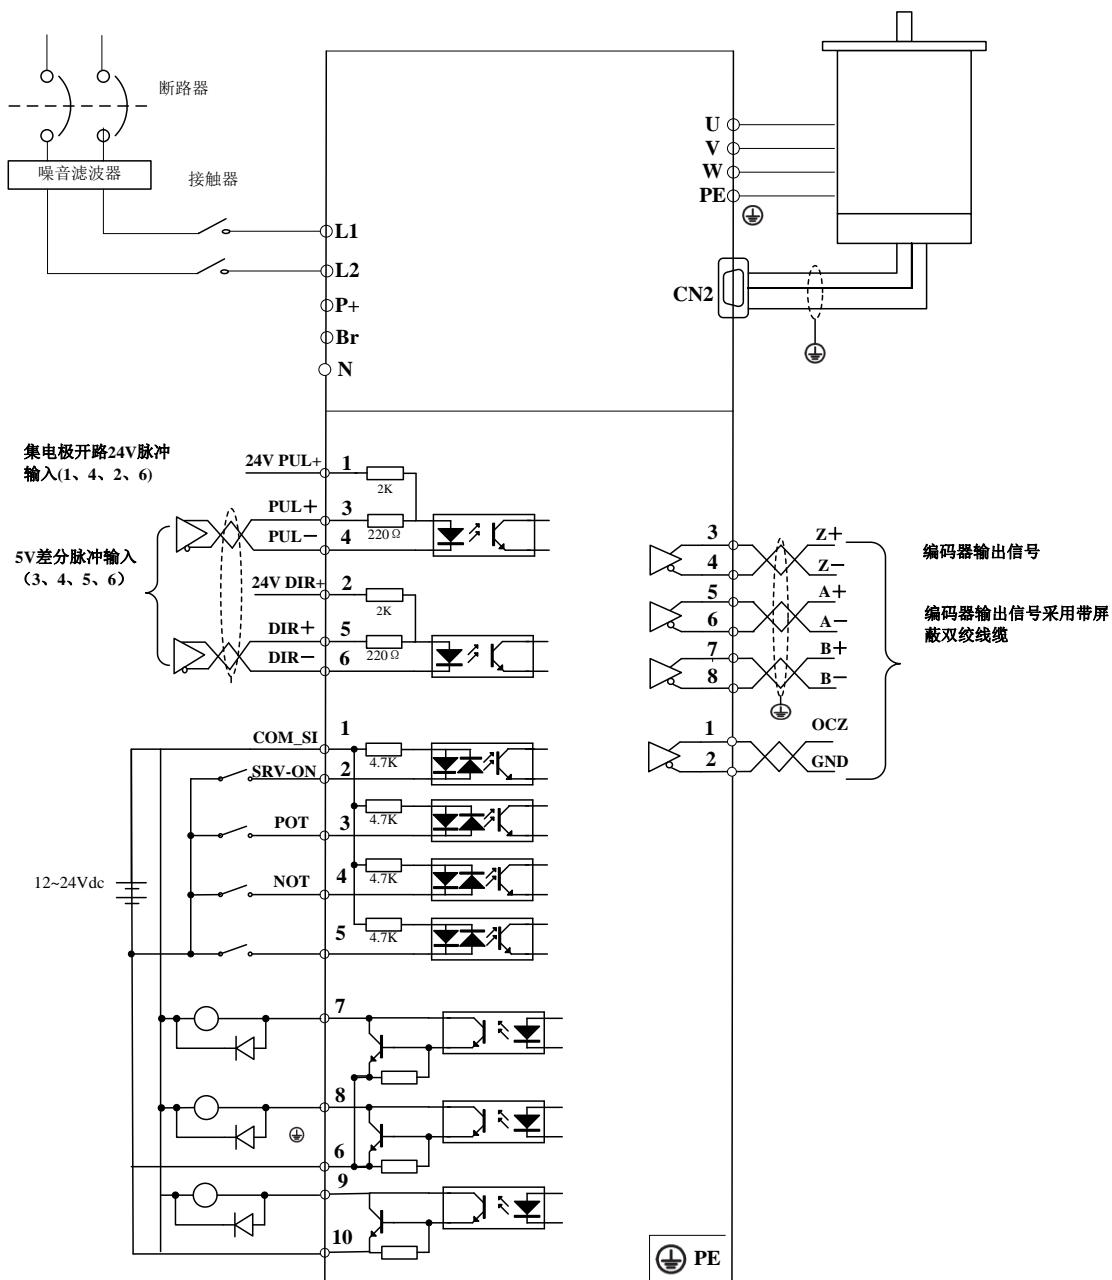 断路器
噪音滤波器
接触器
L1
L2
P+
Br
N
U
V
W
PE
CN2
集电极开路24V脉冲
输入(1、4、2、6)
24V PUL+
1
2K
PUL+
3
220Ω
PUL-
4
5V差分脉冲输入
（3、4、5、6）
24V DIR+
2
2K
DIR+
5
220Ω
DIR-
6
3
Z+
4
Z-
5
A+
6
A-
7
B+
8
B-
1
OCZ
2
GND
编码器输出信号
编码器输出信号采用带屏
蔽双绞线缆
COM_SI
1
4.7K
SRV-ON
2
POT
3
4.7K
12~24Vdc
NOT
4
4.7K
5
4.7K
7
8
6
9
10
PE